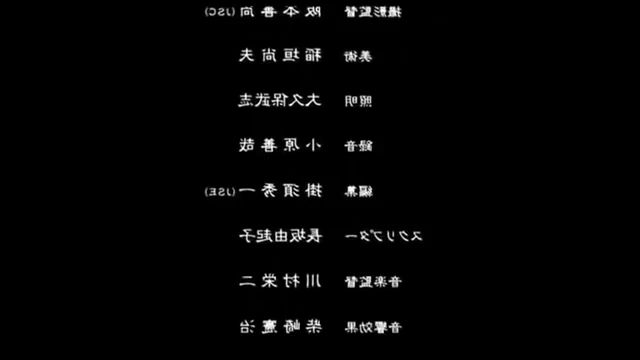 撮影監督 阪本善尚 (JSC)
美術 稲垣尚夫
照明 大久保武志
録音 小原善哉
編集 掛須秀一 (JSE)
スクリプター 長坂由起子
音楽監督 川村栄二
音響効果 柴崎憲治